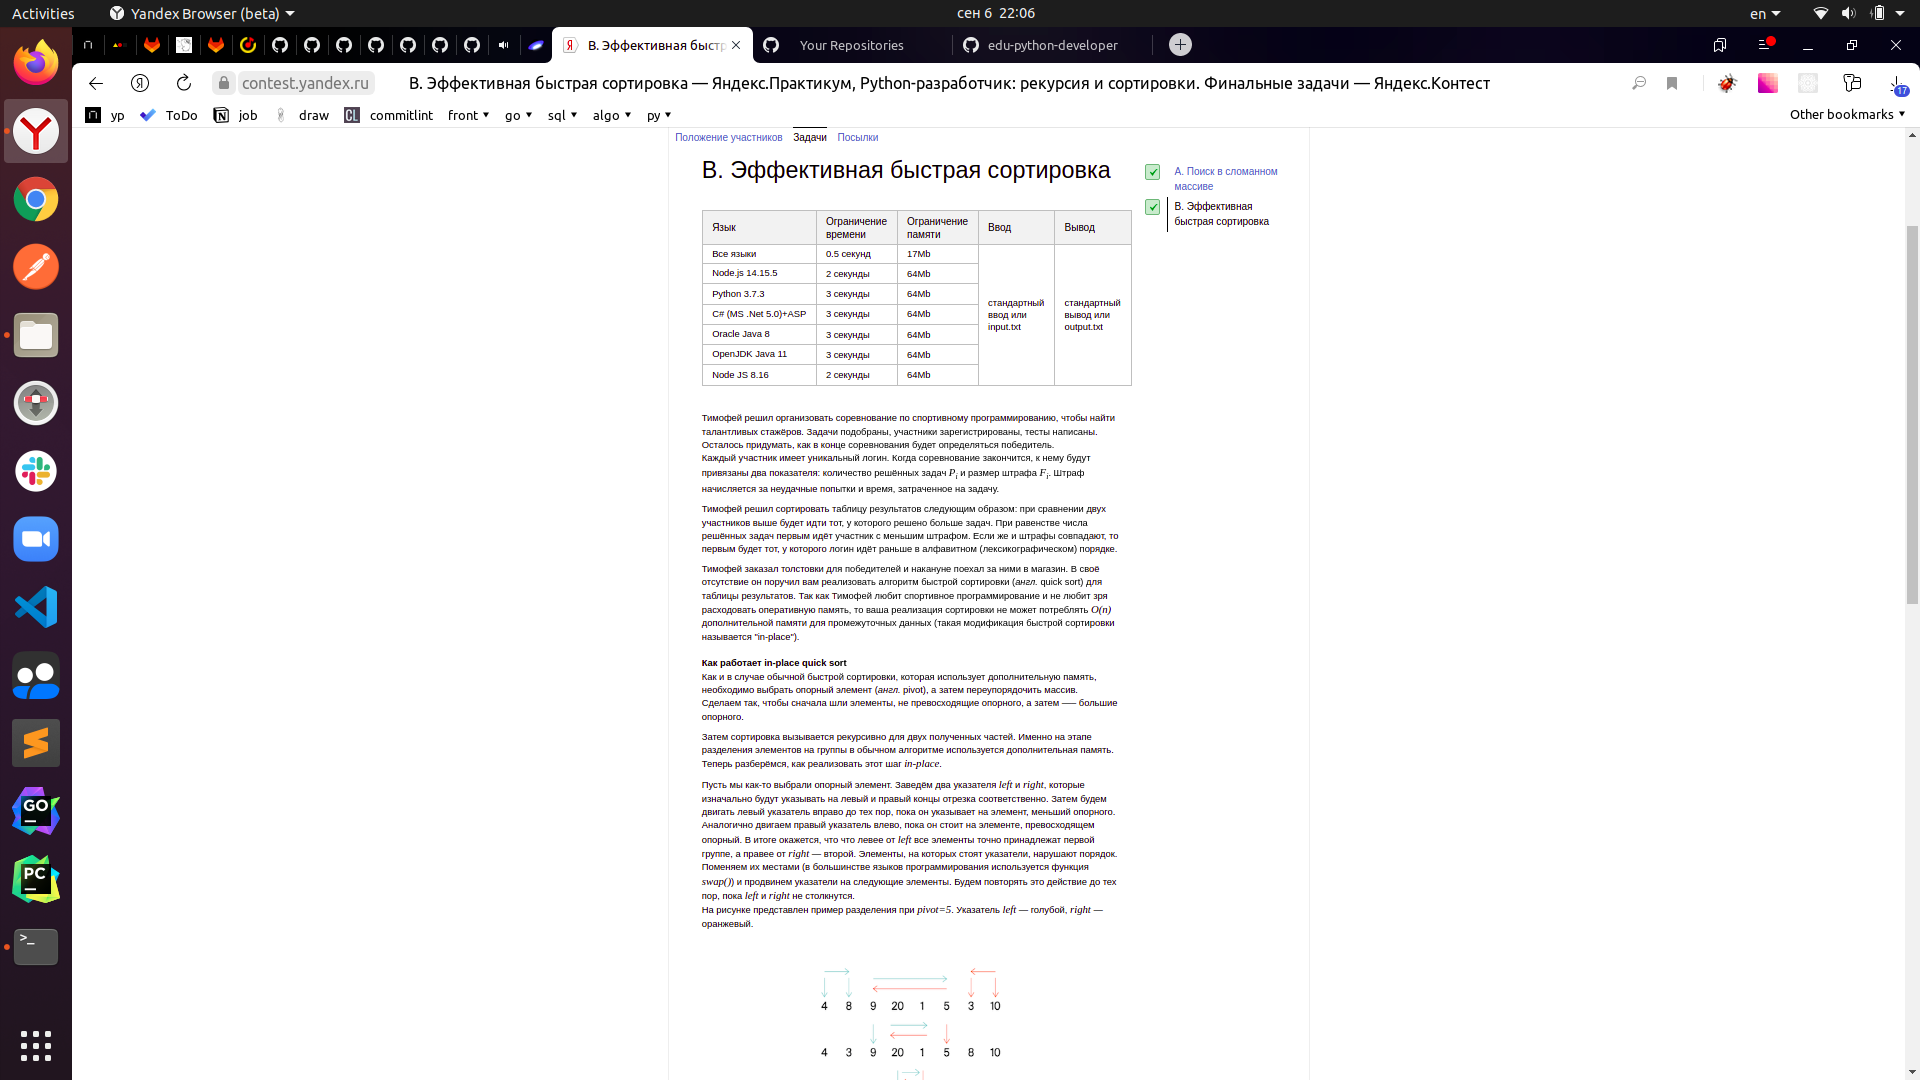 Activities
Yandex Browser (beta)
сен 6 22:06
en
В. Эффективная быстр
Your Repositories
edu-python-developer
contest.yandex.ru
B. Эффективная быстрая сортировка — Яндекс.Практикум, Python-разработчик: рекурсия и сортировки. Финальные задачи — Яндекс.Контест
17
yp
ToDo
job
draw
CL
commitlint
front
go
sql
algo
py
Other bookmarks
Положение участников Задачи Посылки
B. Эффективная быстрая сортировка
A. Поиск в сломанном
массиве
B. Эффективная
быстрая сортировка
Язык
Ограничение
времени
Ограничение
памяти
Ввод
Вывод
Все языки 0.5 секунд 17Mb
Node.js 14.15.5 2 секунды 64Mb
Python 3.7.3 3 секунды 64Mb
C# (MS .Net 5.0)+ASP 3 секунды 64Mb
Oracle Java 8 3 секунды 64Mb
OpenJDK Java 11 3 секунды 64Mb
Node JS 8.16 2 секунды 64Mb
стандартный
ввод или
input.txt
стандартный
вывод или
output.txt
Тимофей решил организовать соревнование по спортивному программированию, чтобы найти
талантливых стажёров. Задачи подобраны, участники зарегистрированы, тесты написаны.
Осталось придумать, как в конце соревнования будет определяться победитель.
Каждый участник имеет уникальный логин. Когда соревнование закончится, к нему будут
привязаны два показателя: количество решённых задач Pi и размер штрафа Fi. Штраф
начисляется за неудачные попытки и время, затраченное на задачу.
Тимофей решил сортировать таблицу результатов следующим образом: при сравнении двух
участников выше будет идти тот, у которого решено больше задач. При равенстве числа
решённых задач первым идёт участник с меньшим штрафом. Если же и штрафы совпадают, то
первым будет тот, у которого логин идёт раньше в алфавитном (лексикографическом) порядке.
Тимофей заказал толстовки для победителей и накануне поехал за ними в магазин. В своё
отсутствие он поручил вам реализовать алгоритм быстрой сортировки (англ. quick sort) для
таблицы результатов. Так как Тимофей любит спортивное программирование и не любит зря
расходовать оперативную память, то ваша реализация сортировки не может потреблять O(n)
дополнительной памяти для промежуточных данных (такая модификация быстрой сортировки
называется "in-place").
Как работает in-place quick sort
Как и в случае обычной быстрой сортировки, которая использует дополнительную память,
необходимо выбрать опорный элемент (англ. pivot), а затем переупорядочить массив.
Сделаем так, чтобы сначала шли элементы, не превосходящие опорного, а затем —– большие
опорного.
Затем сортировка вызывается рекурсивно для двух полученных частей. Именно на этапе
разделения элементов на группы в обычном алгоритме используется дополнительная память.
Теперь разберёмся, как реализовать этот шаг in-place.
Пусть мы как-то выбрали опорный элемент. Заведём два указателя left и right, которые
изначально будут указывать на левый и правый концы отрезка соответственно. Затем будем
двигать левый указатель вправо до тех пор, пока он указывает на элемент, меньший опорного.
Аналогично двигаем правый указатель влево, пока он стоит на элементе, превосходящем
опорный. В итоге окажется, что что левее от left все элементы точно принадлежат первой
группе, а правее от right — второй. Элементы, на которых стоят указатели, нарушают порядок.
Поменяем их местами (в большинстве языков программирования используется функция
swap()) и продвинем указатели на следующие элементы. Будем повторять это действие до тех
пор, пока left и right не столкнутся.
На рисунке представлен пример разделения при pivot=5. Указатель left — голубой, right —
оранжевый.
4 8 9 20 1 5 3 10
4 3 9 20 1 5 8 10
GO
PC
>_